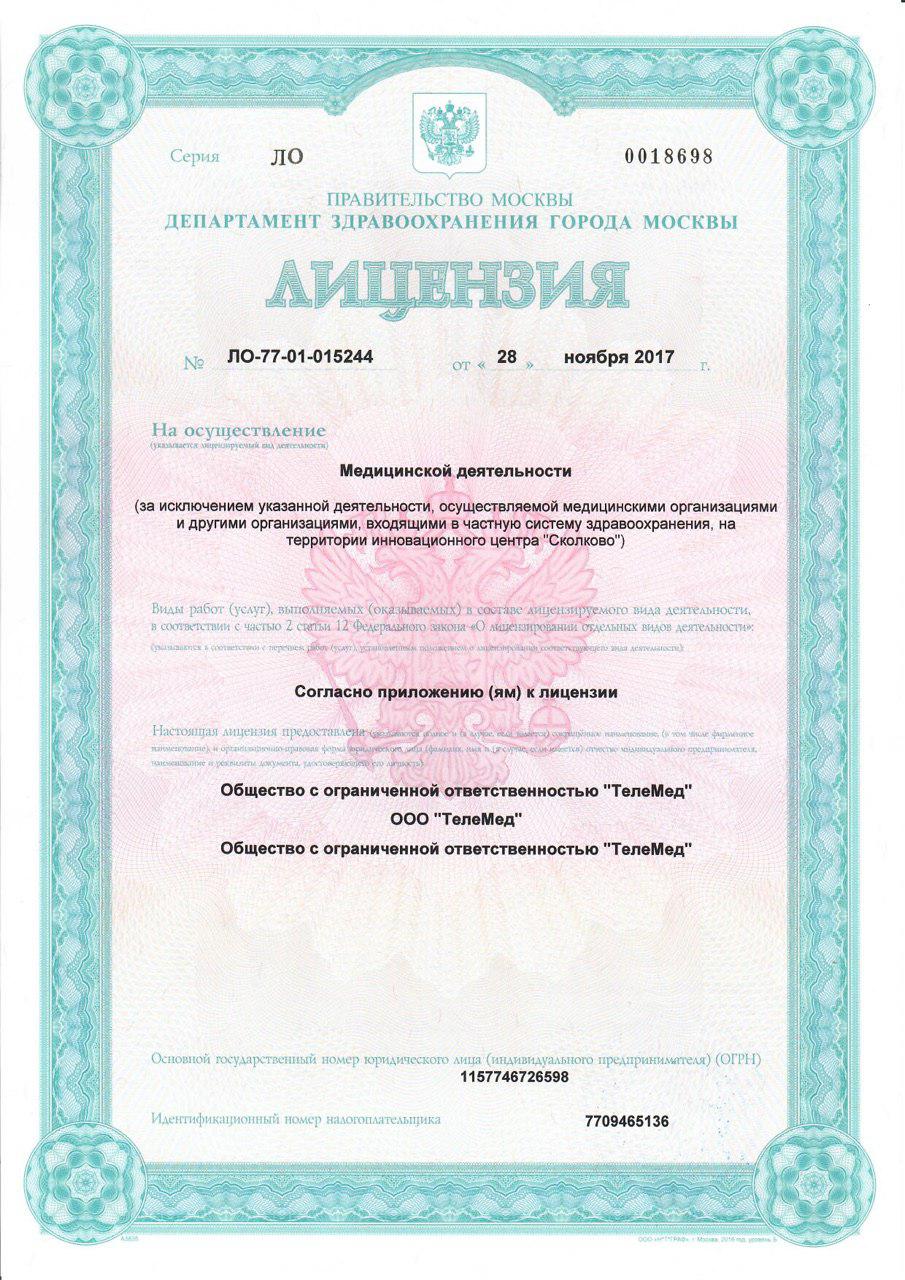 Серия ЛО 0018698
ПРАВИТЕЛЬСТВО МОСКВЫ
ДЕПАРТАМЕНТ ЗДРАВООХРАНЕНИЯ ГОРОДА МОСКВЫ
ЛИЦЕНЗИЯ
№ ЛО-77-01-015244 от « 28 » ноября 2017 г.
На осуществление
(указывается лицензируемый вид деятельности)
Медицинской деятельности
(за исключением указанной деятельности, осуществляемой медицинскими организациями
и другими организациями, входящими в частную систему здравоохранения, на
территории инновационного центра "Сколково")
Виды работ (услуг), выполняемых (оказываемых) в составе лицензируемого вида деятельности,
в соответствии с частью 2 статьи 12 Федерального закона «О лицензировании отдельных видов деятельности»:
(указываются в соответствии с перечнем работ (услуг), установленным положением о лицензировании соответствующего вида деятельности):
Согласно приложению (ям) к лицензии
Настоящая лицензия предоставлена (указываются полное и (в случае, если имеется) сокращённое наименование, (в том числе фирменное
наименование), и организационно-правовая форма юридического лица (фамилия, имя и (в случае, если имеется) отчество индивидуального предпринимателя,
наименование и реквизиты документа, удостоверяющего его личность)
Общество с ограниченной ответственностью "ТелеМед"
ООО "ТелеМед"
Общество с ограниченной ответственностью "ТелеМед"
Основной государственный номер юридического лица (индивидуального предпринимателя) (ОГРН)
1157746726598
Идентификационный номер налогоплательщика 7709465136
г. Москва, 2016 год, уровень Б